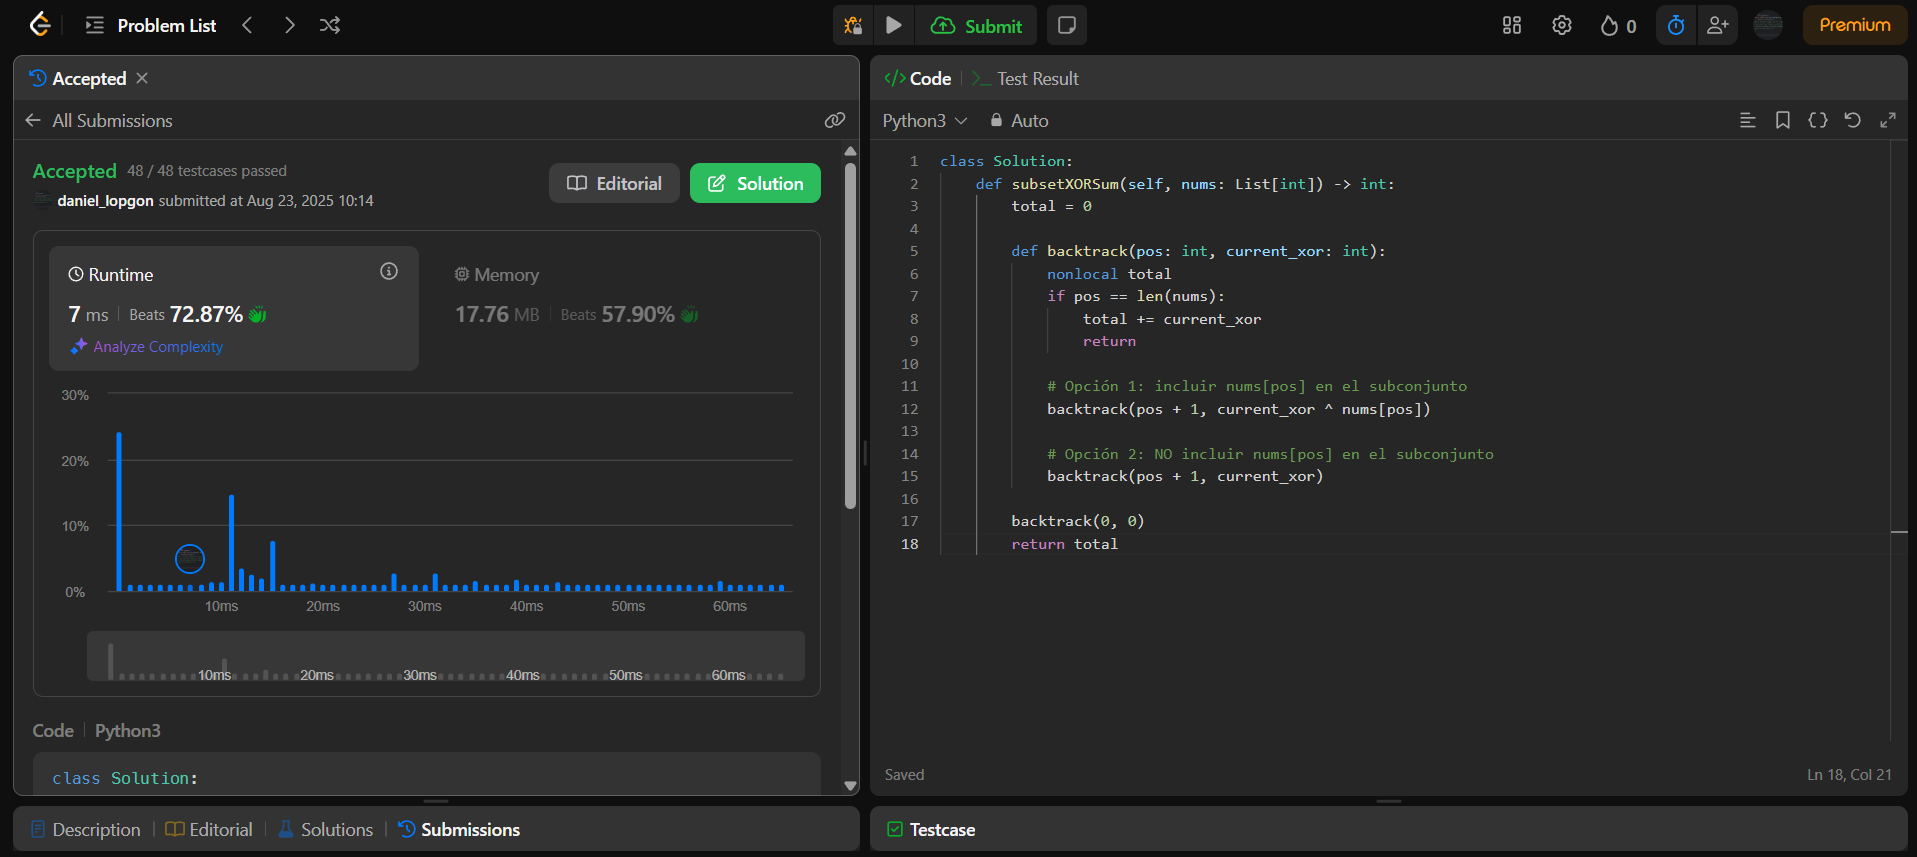 Problem List
Submit
0
Premium
Accepted
All Submissions
Accepted 48 / 48 testcases passed
daniel_lopgon submitted at Aug 23, 2025 10:14
Editorial
Solution
Runtime
7 ms Beats 72.87%
Analyze Complexity
Memory
17.76 MB Beats 57.90%
30%
20%
10%
0%
10ms 20ms 30ms 40ms 50ms 60ms
10ms 20ms 30ms 40ms 50ms 60ms
Code Python3
class Solution:
Description Editorial Solutions Submissions
</> Code >_ Test Result
Python3 Auto
1 class Solution:
2 def subsetXORSum(self, nums: List[int]) -> int:
3 total = 0
4
5 def backtrack(pos: int, current_xor: int):
6 nonlocal total
7 if pos == len(nums):
8 total += current_xor
9 return
10
11 # Opción 1: incluir nums[pos] en el subconjunto
12 backtrack(pos + 1, current_xor ^ nums[pos])
13
14 # Opción 2: NO incluir nums[pos] en el subconjunto
15 backtrack(pos + 1, current_xor)
16
17 backtrack(0, 0)
18 return total
Saved
Ln 18, Col 21
Testcase